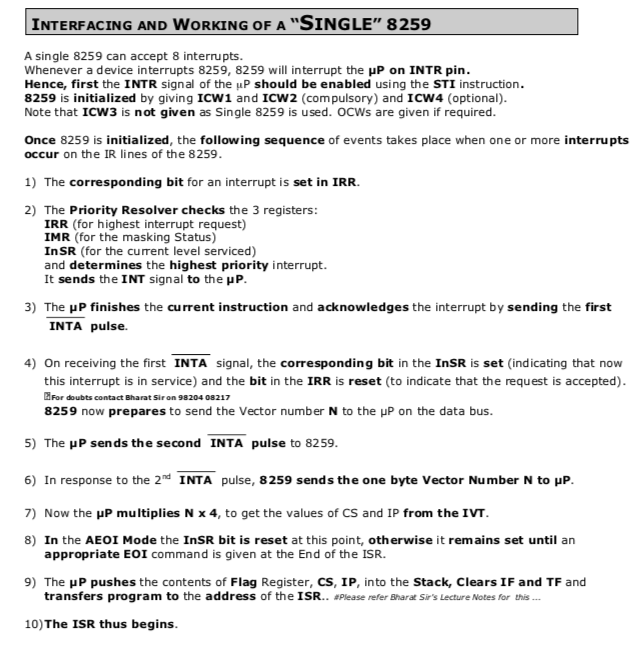 INTERFACING AND WORKING OF A "SINGLE" 8259
A single 8259 can accept 8 interrupts.
Whenever a device interrupts 8259, 8259 will interrupt the µP on INTR pin.
Hence, first the INTR signal of the µP should be enabled using the STI instruction.
8259 is initialized by giving ICW1 and ICW2 (compulsory) and ICW4 (optional).
Note that ICW3 is not given as Single 8259 is used. OCWs are given if required.
Once 8259 is initialized, the following sequence of events takes place when one or more interrupts
occur on the IR lines of the 8259.
1) The corresponding bit for an interrupt is set in IRR.
2) The Priority Resolver checks the 3 registers:
IRR (for highest interrupt request)
IMR (for the masking Status)
InSR (for the current level serviced)
and determines the highest priority interrupt.
It sends the INT signal to the µP.
3) The µP finishes the current instruction and acknowledges the interrupt by sending the first
INTA pulse.
4) On receiving the first INTA signal, the corresponding bit in the InSR is set (indicating that now
this interrupt is in service) and the bit in the IRR is reset (to indicate that the request is accepted).
For doubts contact Bharat Sir on 98204 08217
8259 now prepares to send the Vector number N to the µP on the data bus.
5) The µP sends the second INTA pulse to 8259.
6) In response to the 2nd INTA pulse, 8259 sends the one byte Vector Number N to µP.
7) Now the µP multiplies N x 4, to get the values of CS and IP from the IVT.
8) In the AEOI Mode the InSR bit is reset at this point, otherwise it remains set until an
appropriate EOI command is given at the End of the ISR.
9) The µP pushes the contents of Flag Register, CS, IP, into the Stack, Clears IF and TF and
transfers program to the address of the ISR.. #Please refer Bharat Sir's Lecture Notes for this ...
10)The ISR thus begins.